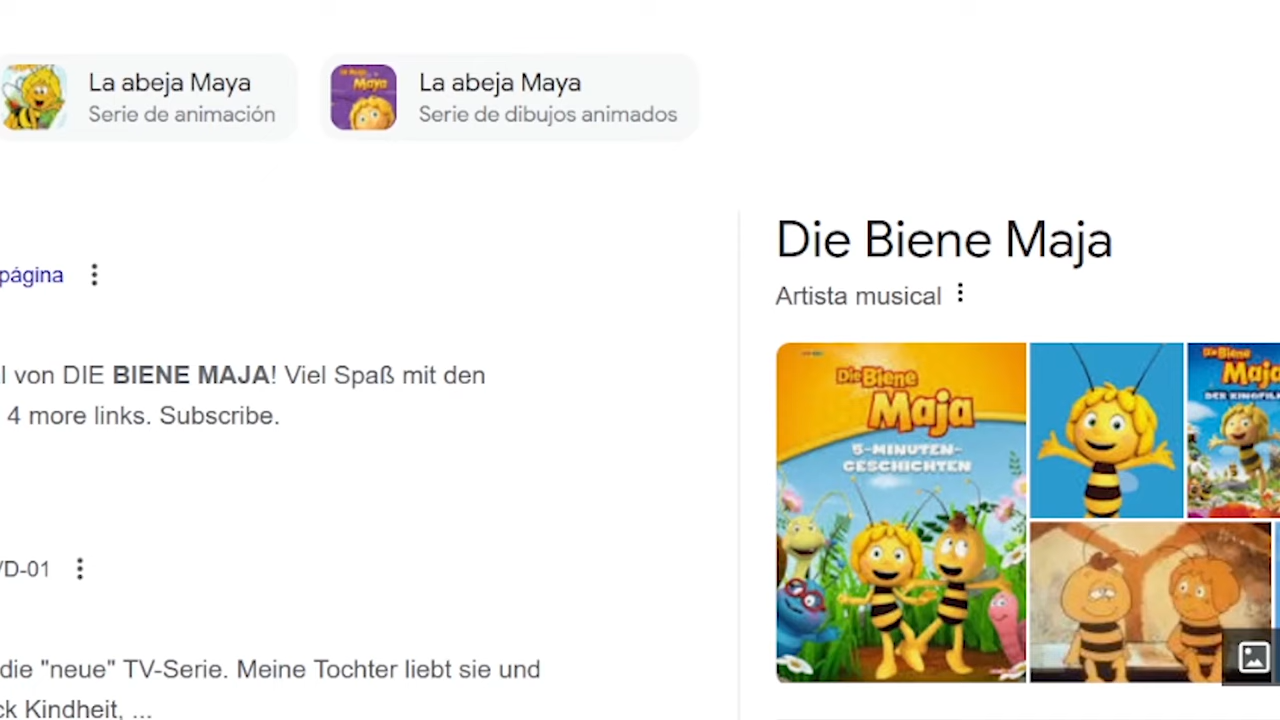 La abeja Maya
Serie de animación
La abeja Maya
Serie de dibujos animados
página
l von DIE BIENE MAJA! Viel Spaß mit den
4 more links. Subscribe.
VD-01
die "neue" TV-Serie. Meine Tochter liebt sie und
ck Kindheit, ...
Die Biene Maja
Artista musical
Die Biene
Maja
5-MINUTEN-
GESCHICHTEN
Die Biene
Maja
DER KINOFILM